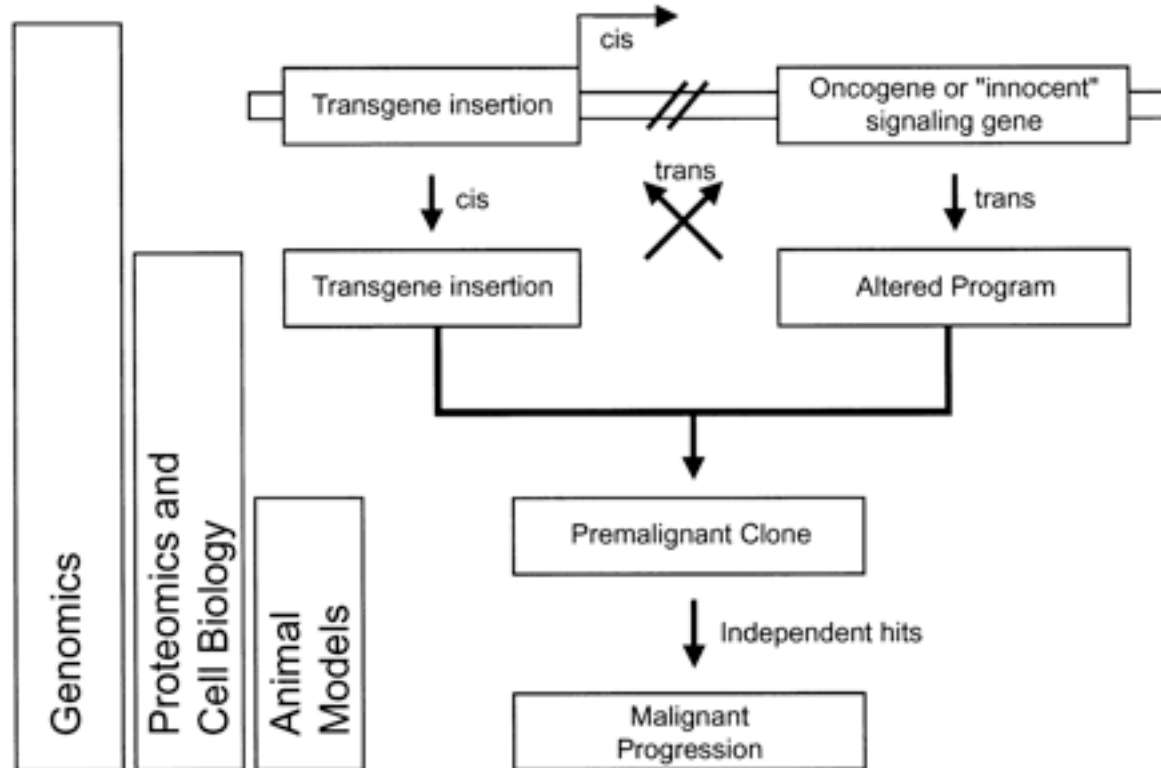 cis
Transgene insertion
Oncogene or "innocent"
signaling gene
cis
trans
trans
Transgene insertion
Altered Program
Premalignant Clone
Independent hits
Malignant
Progression
Genomics
Proteomics and
Cell Biology
Animal
Models